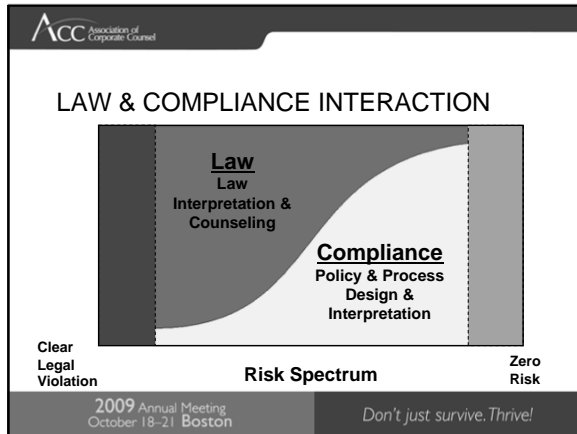 ACC Association of
Corporate Counsel
LAW & COMPLIANCE INTERACTION
Law
Law
Interpretation &
Counseling
Compliance
Policy & Process
Design &
Interpretation
Clear
Legal
Violation
Risk Spectrum
Zero
Risk
2009 Annual Meeting
October 18–21 Boston
Don't just survive. Thrive!